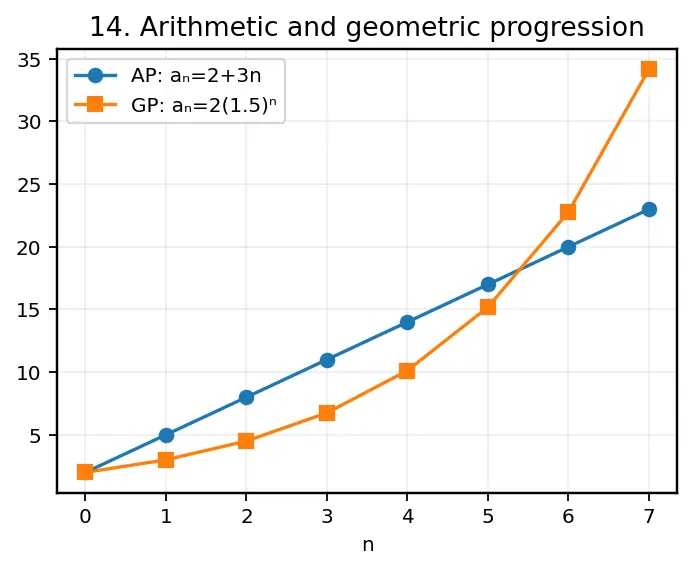 14. Arithmetic and geometric progression
AP: aₙ=2+3n
GP: aₙ=2(1.5)ⁿ
35
30
25
20
15
10
5
0 1 2 3 4 5 6 7
n